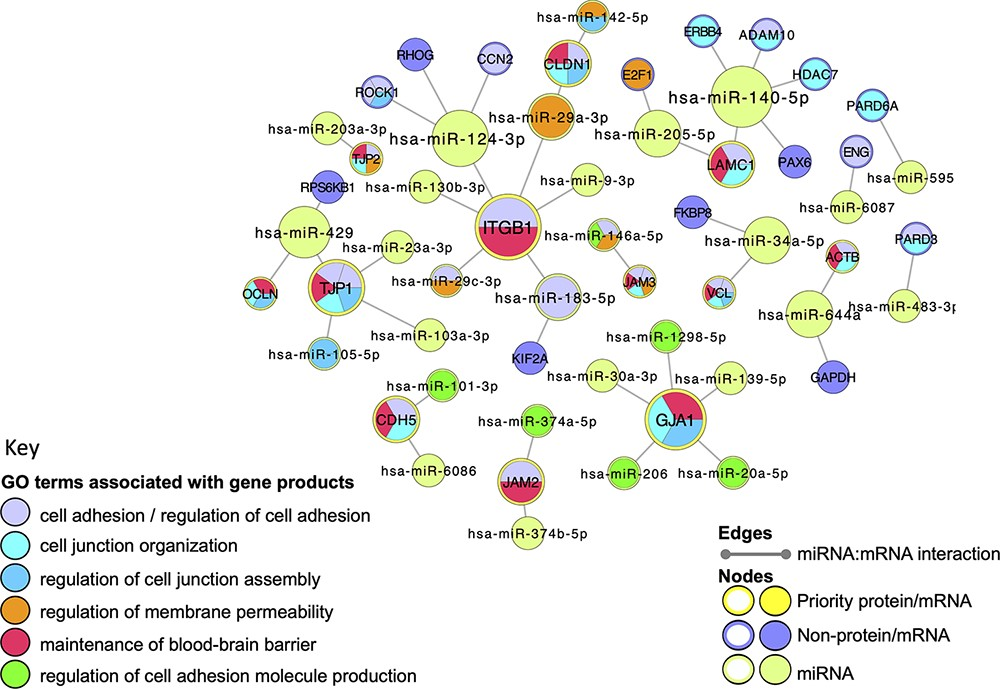 hsa-miR-142-5p
ERBB4
ADAM10
RHOG
CCN2
CLDN1
E2F1
HDAC7
ROCK1
hsa-miR-140-5p
PARD6A
hsa-miR-29a-3p
hsa-miR-203a-3p
hsa-miR-124-3p
hsa-miR-205-5p
TJP2
LAMC1
PAX6
ENG
RPS6KB1
hsa-miR-130b-3p
hsa-miR-9-3p
hsa-miR-595
hsa-miR-6087
FKBP8
ITGB1
hsa-miR-429
hsa-miR-146a-5p
hsa-miR-34a-5p
PARD3
hsa-miR-23a-3p
ACTB
hsa-miR-29c-3p
JAM3
TJP1
OCLN
VCL
hsa-miR-183-5p
hsa-miR-483-3p
hsa-miR-644a
hsa-miR-103a-3p
hsa-miR-1298-5p
hsa-miR-105-5p
KIF2A
hsa-miR-30a-3p
hsa-miR-139-5p
GAPDH
hsa-miR-101-3p
CDH5
hsa-miR-374a-5p
GJA1
hsa-miR-6086
hsa-miR-206
hsa-miR-20a-5p
JAM2
hsa-miR-374b-5p
Key
GO terms associated with gene products
cell adhesion / regulation of cell adhesion
cell junction organization
regulation of cell junction assembly
regulation of membrane permeability
maintenance of blood-brain barrier
regulation of cell adhesion molecule production
Edges
miRNA:mRNA interaction
Nodes
Priority protein/mRNA
Non-protein/mRNA
miRNA